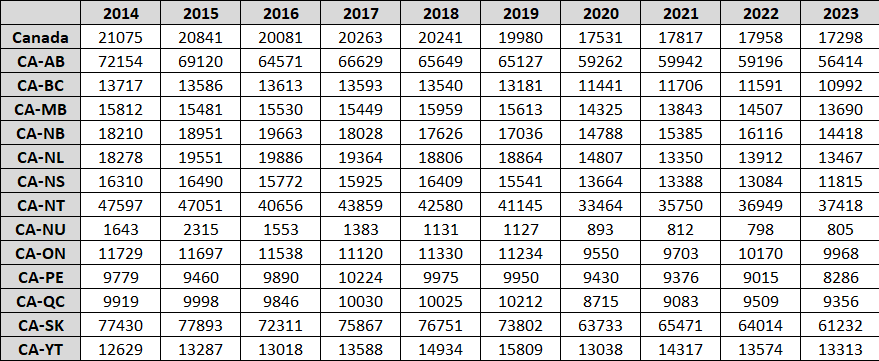 2014 2015 2016 2017 2018 2019 2020 2021 2022 2023
Canada 21075 20841 20081 20263 20241 19980 17531 17817 17958 17298
CA-AB 72154 69120 64571 66629 65649 65127 59262 59942 59196 56414
CA-BC 13717 13586 13613 13593 13540 13181 11441 11706 11591 10992
CA-MB 15812 15481 15530 15449 15959 15613 14325 13843 14507 13690
CA-NB 18210 18951 19663 18028 17626 17036 14788 15385 16116 14418
CA-NL 18278 19551 19886 19364 18806 18864 14807 13350 13912 13467
CA-NS 16310 16490 15772 15925 16409 15541 13664 13388 13084 11815
CA-NT 47597 47051 40656 43859 42580 41145 33464 35750 36949 37418
CA-NU 1643 2315 1553 1383 1131 1127 893 812 798 805
CA-ON 11729 11697 11538 11120 11330 11234 9550 9703 10170 9968
CA-PE 9779 9460 9890 10224 9975 9950 9430 9376 9015 8286
CA-QC 9919 9998 9846 10030 10025 10212 8715 9083 9509 9356
CA-SK 77430 77893 72311 75867 76751 73802 63733 65471 64014 61232
CA-YT 12629 13287 13018 13588 14934 15809 13038 14317 13574 13313